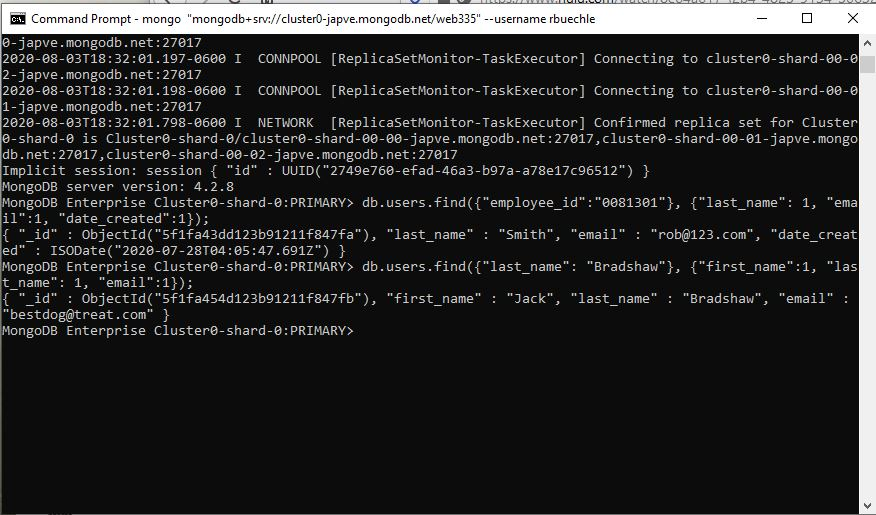 Command Prompt - mongo "mongodb+srv://cluster0-japve.mongodb.net/web335" --username rbuechle
0-japve.mongodb.net:27017
2020-08-03T18:32:01.197-0600 I  CONNPOOL [ReplicaSetMonitor-TaskExecutor] Connecting to cluster0-shard-00-0
2-japve.mongodb.net:27017
2020-08-03T18:32:01.198-0600 I  CONNPOOL [ReplicaSetMonitor-TaskExecutor] Connecting to cluster0-shard-00-0
1-japve.mongodb.net:27017
2020-08-03T18:32:01.798-0600 I  NETWORK  [ReplicaSetMonitor-TaskExecutor] Confirmed replica set for Cluster
0-shard-0 is Cluster0-shard-0/cluster0-shard-00-00-japve.mongodb.net:27017,cluster0-shard-00-01-japve.mongo
db.net:27017,cluster0-shard-00-02-japve.mongodb.net:27017
Implicit session: session { "id" : UUID("2749e760-efad-46a3-b97a-a78e17c96512") }
MongoDB server version: 4.2.8
MongoDB Enterprise Cluster0-shard-0:PRIMARY> db.users.find({"employee_id":"0081301"}, {"last_name": 1, "ema
il":1, "date_created":1});
{ "_id" : ObjectId("5f1fa43dd123b91211f847fa"), "last_name" : "Smith", "email" : "rob@123.com", "date_creat
ed" : ISODate("2020-07-28T04:05:47.691Z") }
MongoDB Enterprise Cluster0-shard-0:PRIMARY> db.users.find({"last_name": "Bradshaw"}, {"first_name":1, "las
t_name": 1, "email":1});
{ "_id" : ObjectId("5f1fa454d123b91211f847fb"), "first_name" : "Jack", "last_name" : "Bradshaw", "email" :
"bestdog@treat.com" }
MongoDB Enterprise Cluster0-shard-0:PRIMARY>